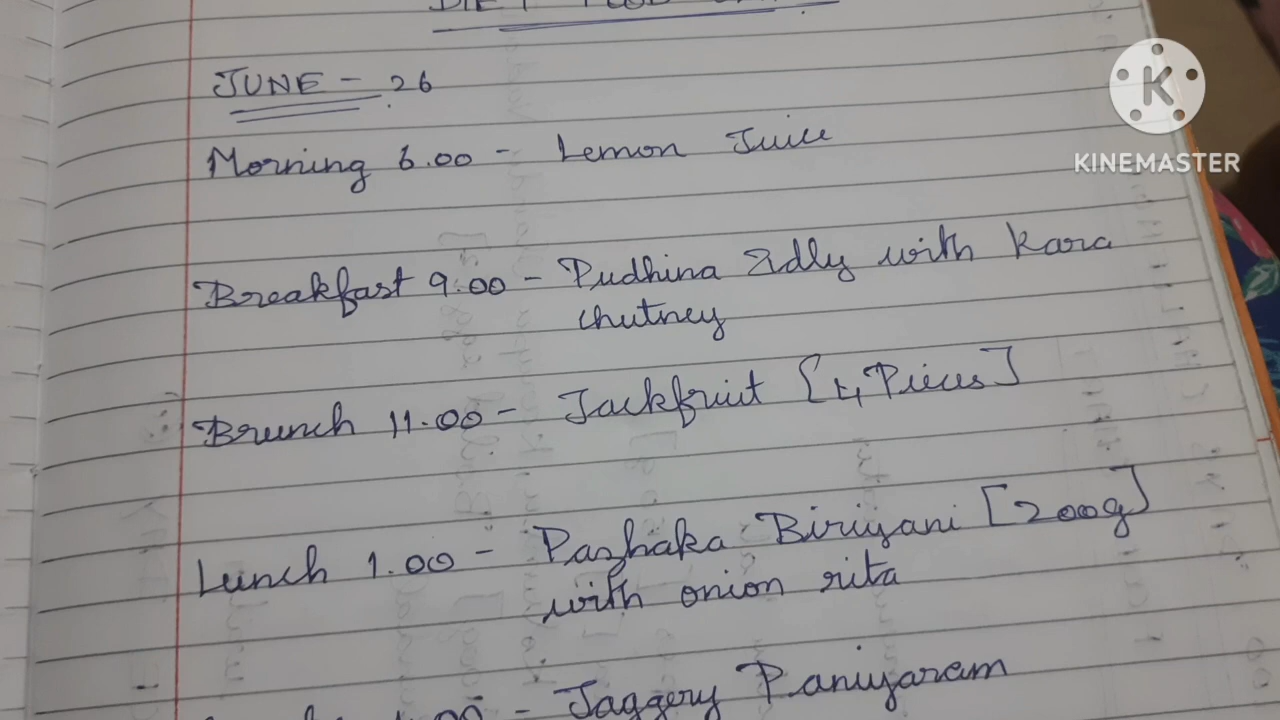 JUNE - 26
Morning 6.00 - Lemon Juice
Breakfast 9.00 - Pudhina Idly with kara
chutney
Brunch 11.00 - Jackfruit [4 Pieces]
Lunch 1.00 - Pazhaka Biriyani [200g]
with onion rita
- Jaggery Paniyaram
K
KINEMASTER